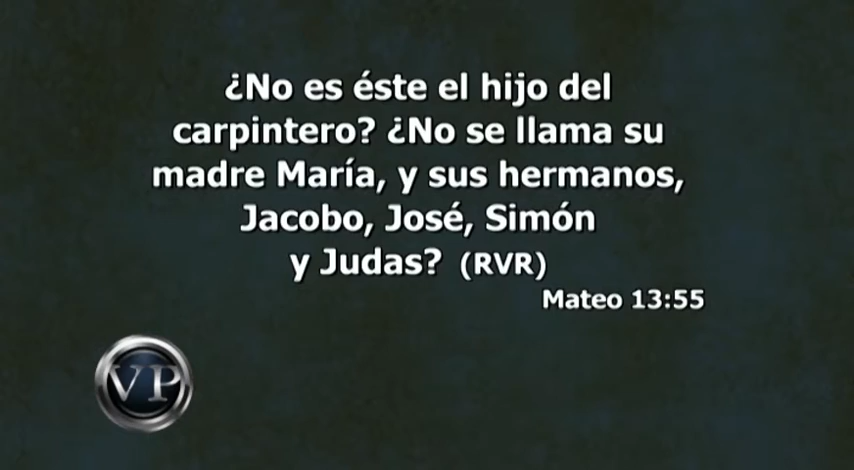 ¿No es éste el hijo del
carpintero? ¿No se llama su
madre María, y sus hermanos,
Jacobo, José, Simón
y Judas? (RVR)
Mateo 13:55
VP